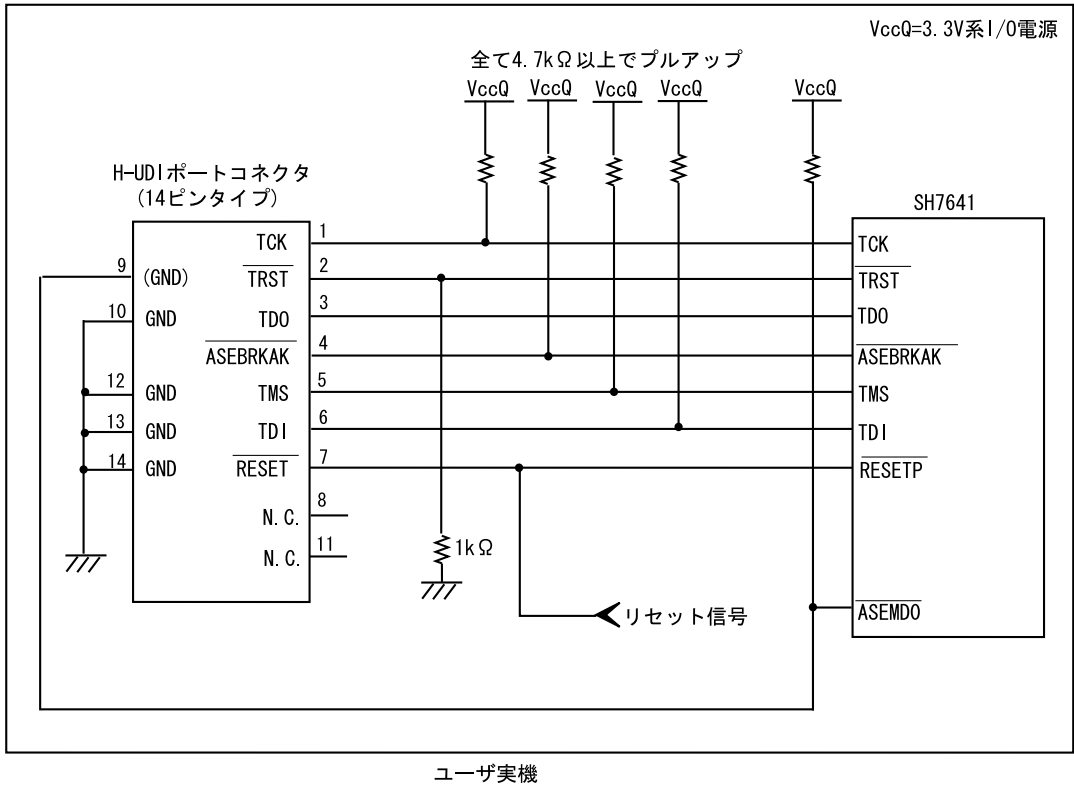 VccQ=3.3V系I/O電源
全て4.7kΩ以上でプルアップ
VccQ
VccQ
VccQ
VccQ
VccQ
H-UDIポートコネクタ
(14ピンタイプ)
SH7641
TCK
1
TCK
9
(GND)
TRST
2
TRST
10
GND
TDO
3
TDO
ASEBRKAK
4
ASEBRKAK
12
GND
TMS
5
TMS
13
GND
TDI
6
TDI
14
GND
RESET
7
RESETP
N.C.
8
N.C.
11
1kΩ
リセット信号
ASEMD0
ユーザ実機